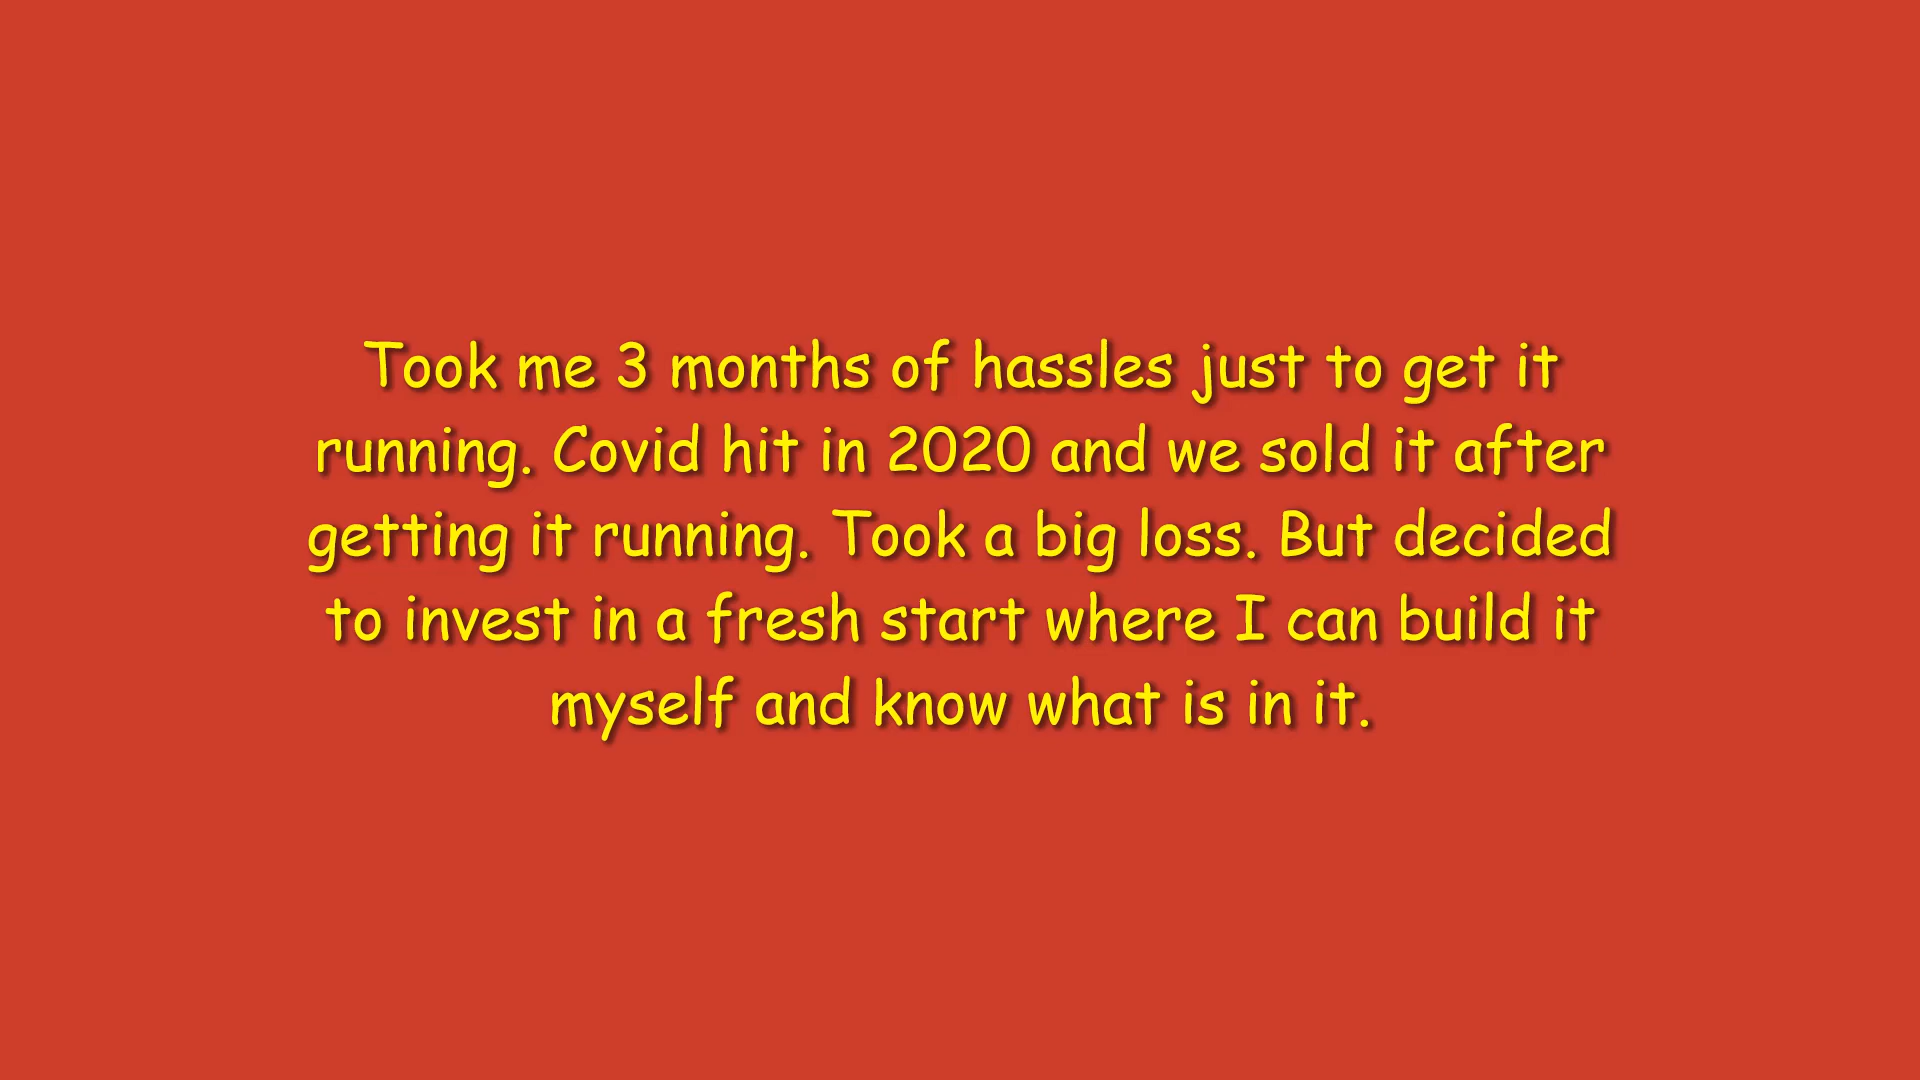 Took me 3 months of hassles just to get it
running. Covid hit in 2020 and we sold it after
getting it running. Took a big loss. But decided
to invest in a fresh start where I can build it
myself and know what is in it.